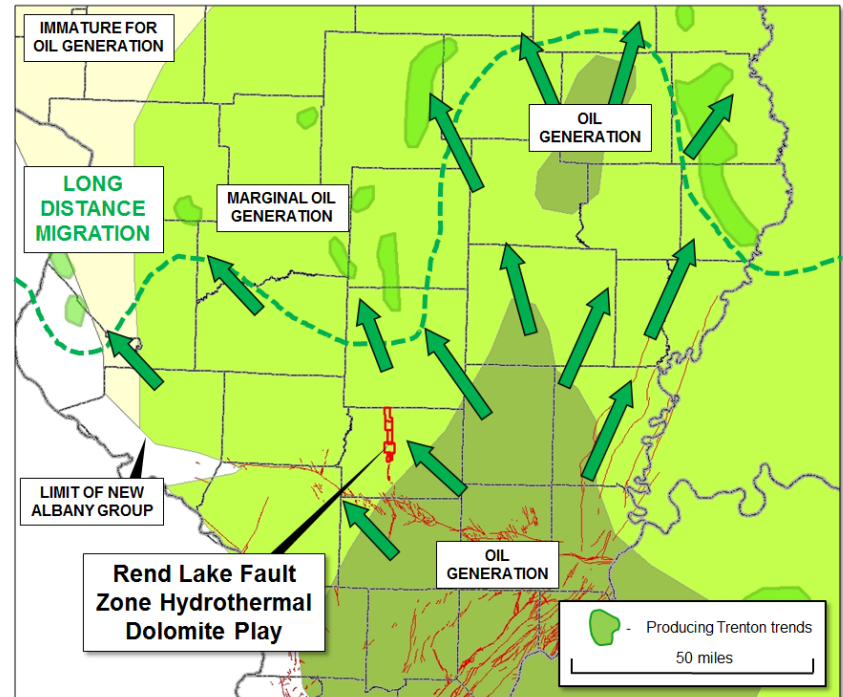 IMMATURE FOR
OIL GENERATION
OIL
GENERATION
LONG
DISTANCE
MIGRATION
MARGINAL OIL
GENERATION
LIMIT OF NEW
ALBANY GROUP
OIL
GENERATION
Rend Lake Fault
Zone Hydrothermal
Dolomite Play
- Producing Trenton trends
50 miles